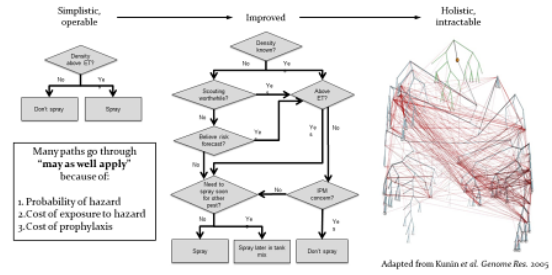 Simplistic,
operable
Improved
Holistic,
intractable
Density
above ET?
No
Ye
s
Don't spray
Spray
Many paths go through
“may as well apply”
because of:
1. Probability of hazard
2.Cost of exposure to hazard
3.Cost of prophylaxis
Density
known?
No
Ye
s
Scouting
worthwhile?
Ye
s
Above
ET?
No
Believe risk
forecast?
Ye
s
No
Ye
s
No
Need to
spray soon
for other
pest?
No
IPM
concern?
No
Ye
s
Ye
s
Spray
Spray later in tank
mix
Don't spray
Adapted from Kunin et al. Genome Res. 2005